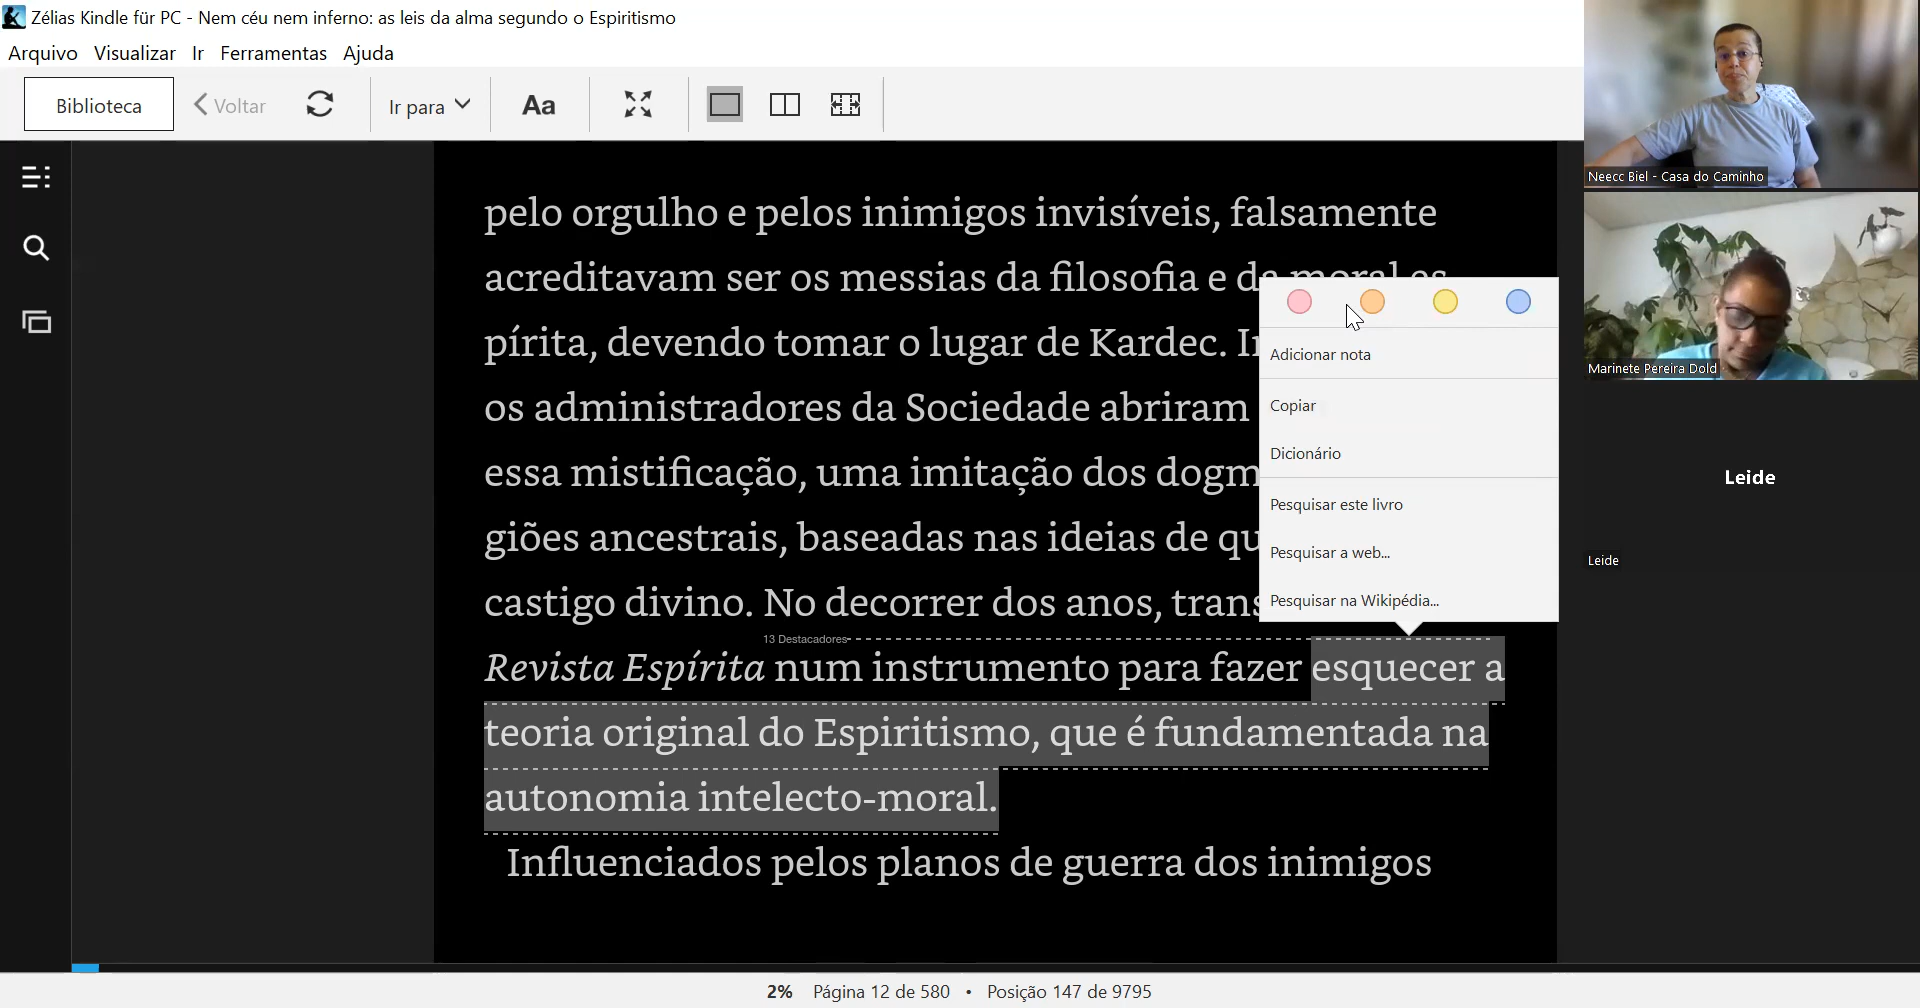 Zélias Kindle für PC - Nem céu nem inferno: as leis da alma segundo o Espiritismo
Arquivo Visualizar Ir Ferramentas Ajuda
Biblioteca Voltar Ir para Aa
pelo orgulho e pelos inimigos invisíveis, falsamente
acreditavam ser os messias da filosofia e da moral es
pírita, devendo tomar o lugar de Kardec.
os administradores da Sociedade abriram
essa mistificação, uma imitação dos dogm
giões ancestrais, baseadas nas ideias de qu
castigo divino. No decorrer dos anos, trans
13 Destacadores
Revista Espírita num instrumento para fazer esquecer a
teoria original do Espiritismo, que é fundamentada na
autonomia intelecto-moral.
Influenciados pelos planos de guerra dos inimigos
Adicionar nota
Copiar
Dicionário
Pesquisar este livro
Pesquisar a web...
Pesquisar na Wikipédia...
2% Página 12 de 580 • Posição 147 de 9795
Neecc Biel - Casa do Caminho
Marinete Pereira Dold
Leide
Leide